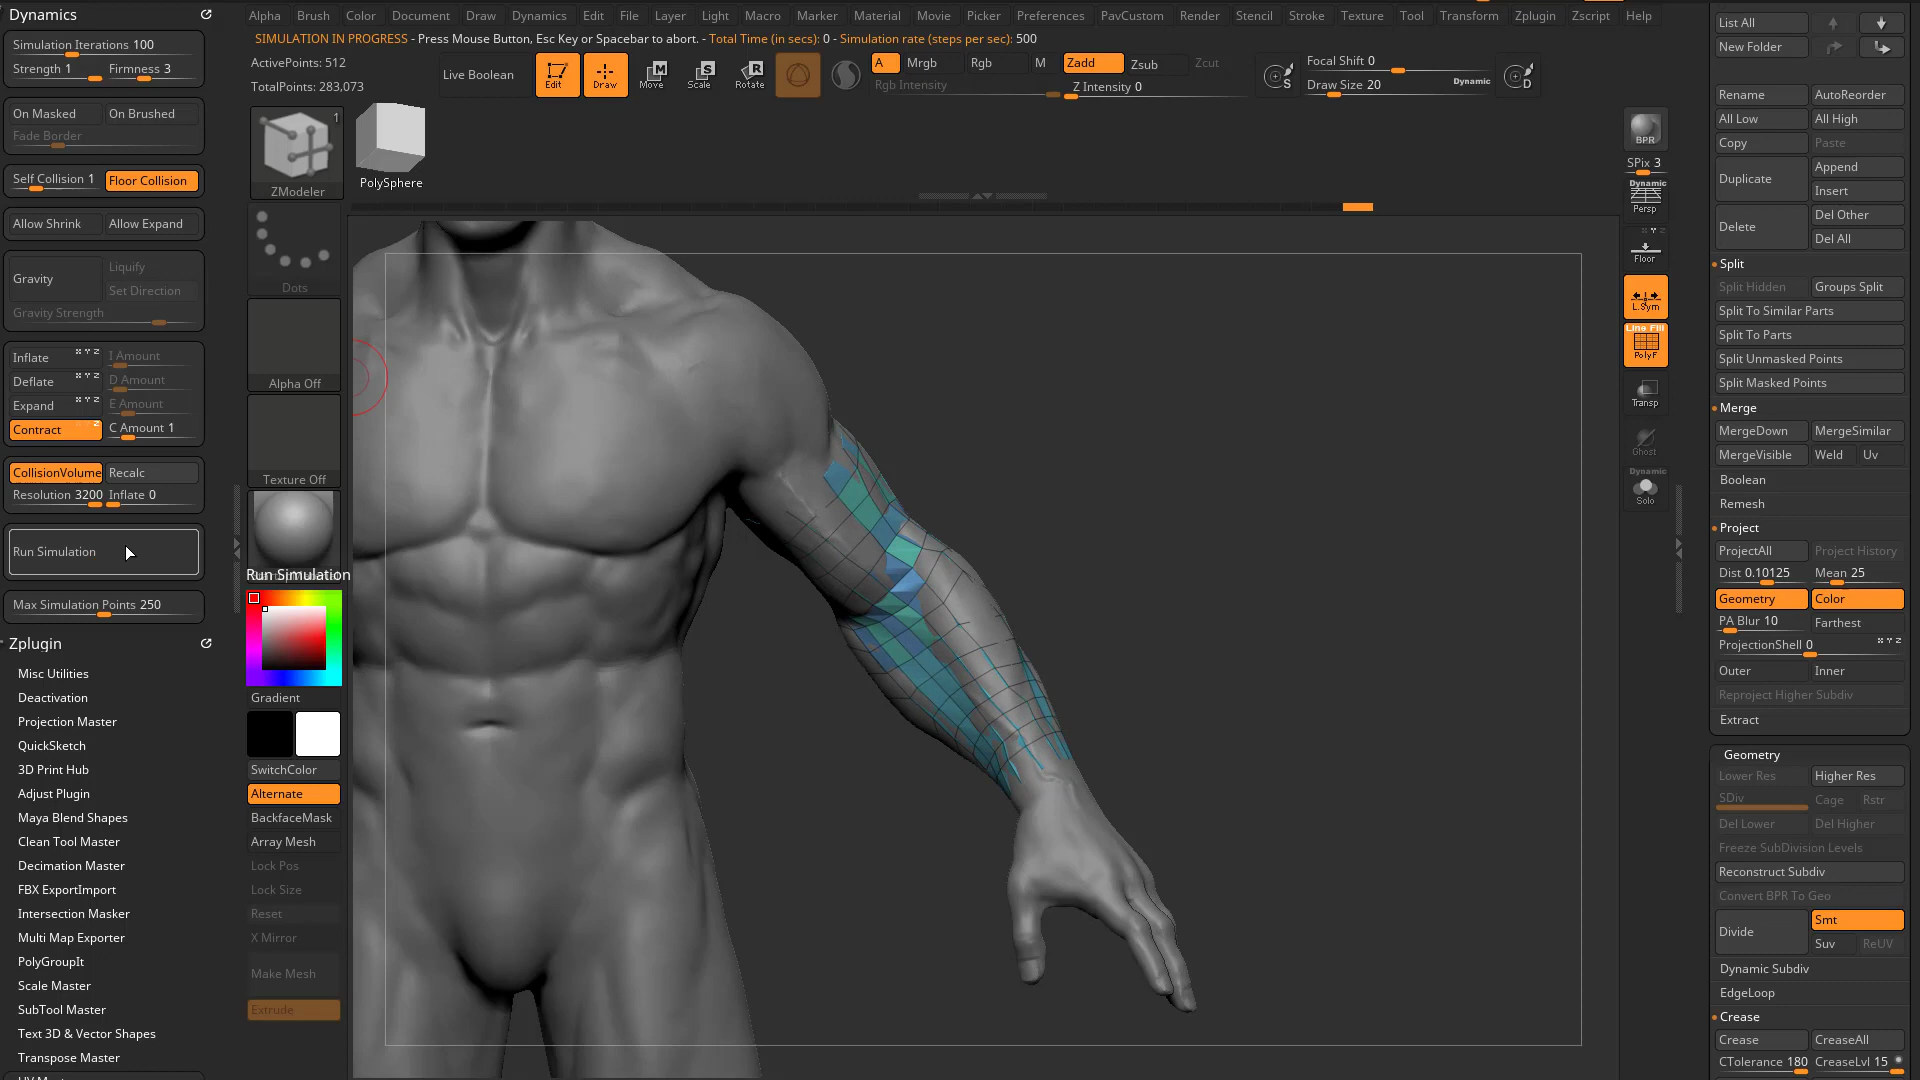 Dynamics
Simulation Iterations 100
Strength 1 Firmness 3
On Masked On Brushed
Fade Border
Self Collision 1 Floor Collision
Allow Shrink Allow Expand
Gravity Liquify
Set Direction
Gravity Strength
Inflate X Y Z I Amount
Deflate X Y Z D Amount
Expand X Y Z E Amount
Contract Z C Amount 1
CollisionVolume Recalc
Resolution 3200 Inflate 0
Run Simulation
Max Simulation Points 250
Zplugin
Misc Utilities
Deactivation
Projection Master
QuickSketch
3D Print Hub
Adjust Plugin
Maya Blend Shapes
Clean Tool Master
Decimation Master
FBX ExportImport
Intersection Masker
Multi Map Exporter
PolyGroupIt
Scale Master
SubTool Master
Text 3D & Vector Shapes
Transpose Master
Alpha Brush Color Document Draw Dynamics Edit File Layer Light Macro Marker Material Movie Picker Preferences PavCustom Render Stencil Stroke Texture Tool Transform Zplugin Zscript Help
SIMULATION IN PROGRESS - Press Mouse Button, Esc Key or Spacebar to abort. - Total Time (in secs): 0 - Simulation rate (steps per sec): 500
ActivePoints: 512
TotalPoints: 283,073
Live Boolean
Edit Draw Move Scale Rotate
A Mrgb Rgb M Zadd Zsub Zcut
Rgb Intensity Z Intensity 0
S
Focal Shift 0
Draw Size 20 Dynamic
D
1
ZModeler
PolySphere
Dots
Alpha Off
Texture Off
Run Simulation
Gradient
SwitchColor
Alternate
BackfaceMask
Array Mesh
Lock Pos
Lock Size
Reset
X Mirror
Make Mesh
Extrude
BPR
SPix 3
Dynamic
Persp
Floor
L.Sym
Line Fill
PolyF
Transp
Ghost
Dynamic
Solo
List All
New Folder
Rename AutoReorder
All Low All High
Copy Paste
Duplicate Append
Insert
Delete Del Other
Del All
Split
Split Hidden Groups Split
Split To Similar Parts
Split To Parts
Split Unmasked Points
Split Masked Points
Merge
MergeDown MergeSimilar
MergeVisible Weld Uv
Boolean
Remesh
Project
ProjectAll Project History
Dist 0.10125 Mean 25
Geometry Color
PA Blur 10 Farthest
ProjectionShell 0 X Y Z
Outer Inner
Reproject Higher Subdiv
Extract
Geometry
Lower Res Higher Res
SDiv Cage Rstr
Del Lower Del Higher
Freeze SubDivision Levels
Reconstruct Subdiv
Convert BPR To Geo
Divide Smt
Suv ReUV
Dynamic Subdiv
EdgeLoop
Crease
Crease CreaseAll
CTolerance 180 CreaseLvl 15